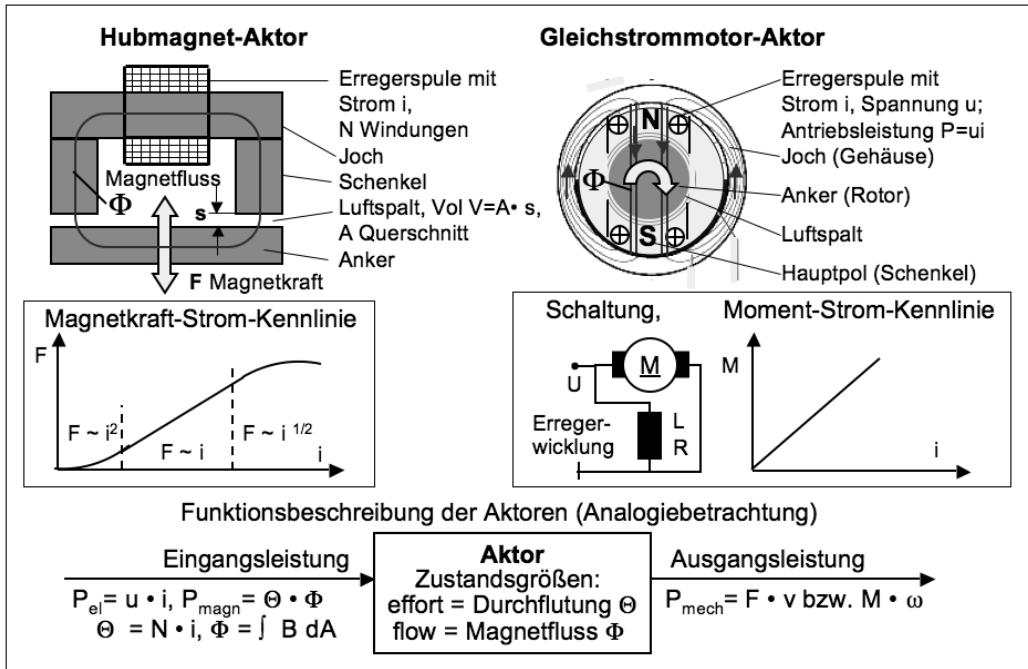 Hubmagnet-Aktor
Erregerspule mit
Strom i,
N Windungen
Joch
Schenkel
Magnetfluss
Φ
s
Luftspalt, Vol V=A• s,
A Querschnitt
Anker
F Magnetkraft
Gleichstrommotor-Aktor
Erregerspule mit
Strom i, Spannung u;
Antriebsleistung P=ui
Joch (Gehäuse)
N
Φ
Anker (Rotor)
S
Luftspalt
Hauptpol (Schenkel)
Magnetkraft-Strom-Kennlinie
F
F ~ i²
F ~ i
F ~ i 1/2
i
Schaltung,
M
U
Erreger-
wicklung
L
R
Moment-Strom-Kennlinie
M
i
Funktionsbeschreibung der Aktoren (Analogiebetrachtung)
Eingangsleistung
Pel= u • i, Pmagn= Θ • Φ
Θ = N • i, Φ = ∫ B dA
Aktor
Zustandsgrößen:
effort = Durchflutung Θ
flow = Magnetfluss Φ
Ausgangsleistung
Pmech= F • v bzw. M • ω